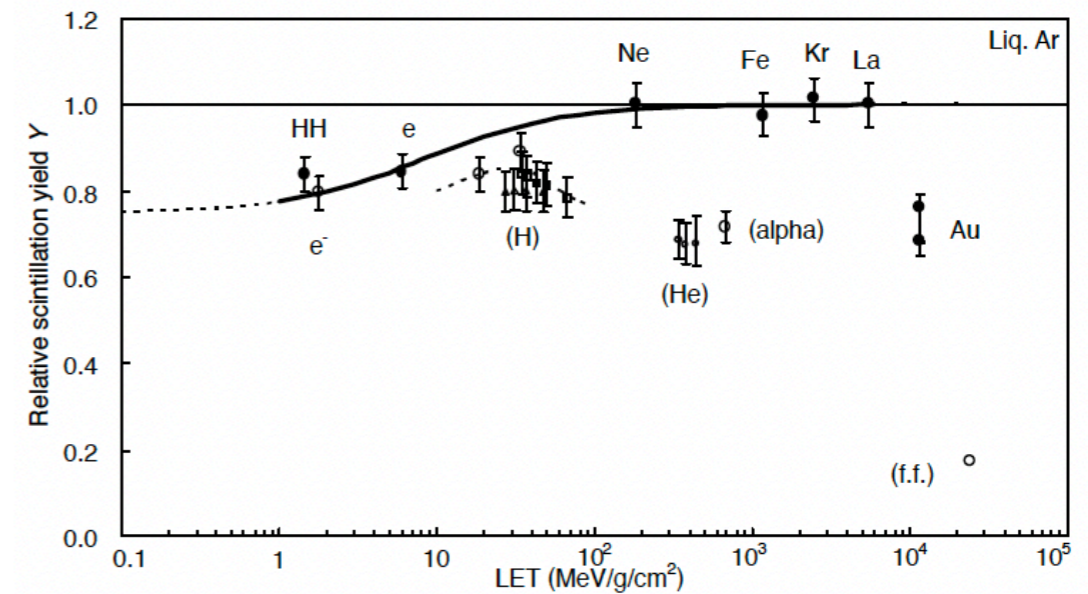 1.2
Liq. Ar
Ne
Fe
Kr
La
1.0
HH
e
0.8
e-
(H)
(alpha)
Au
0.6
(He)
0.4
0.2
(f.f.)
0.0
Relative scintillation yield Y
0.1
1
10
10²
10³
10⁴
10⁵
LET (MeV/g/cm²)